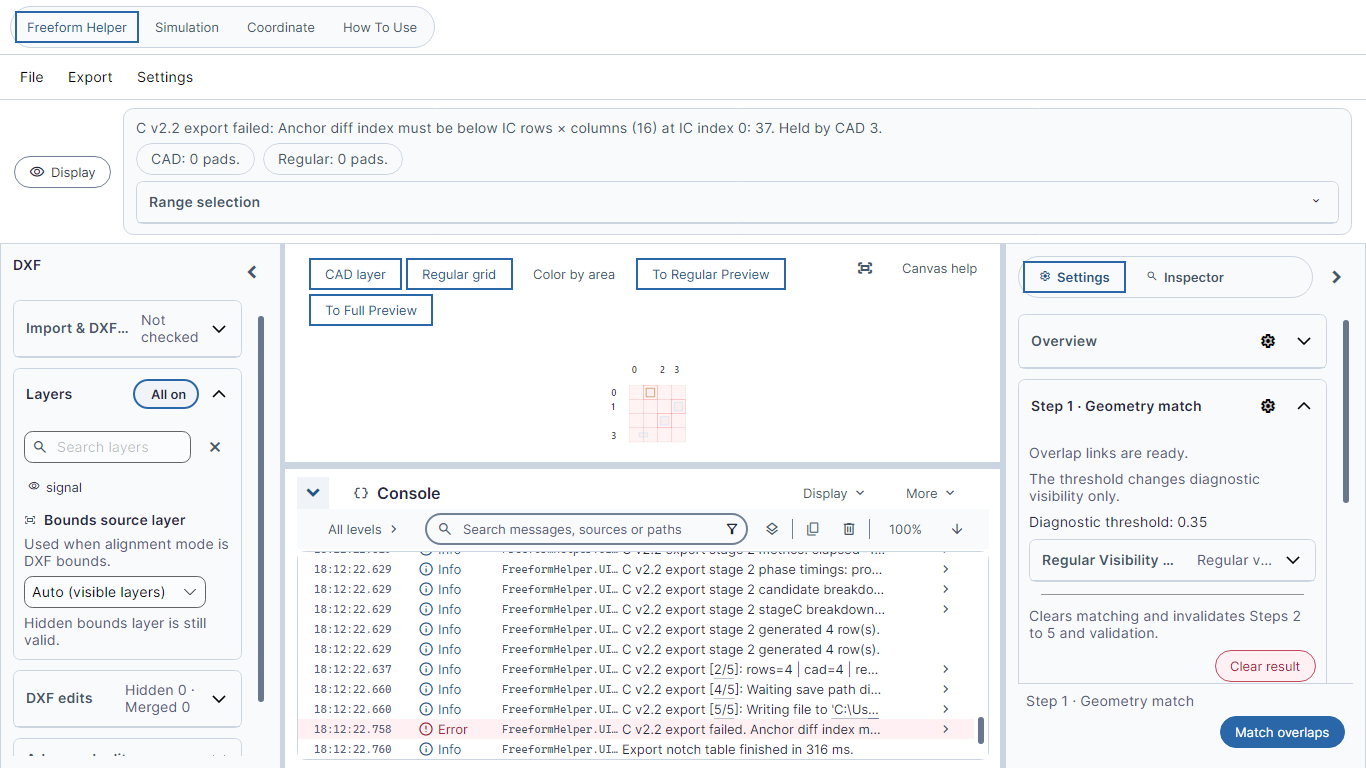 Freeform Helper
Simulation
Coordinate
How To Use
File
Export
Settings
Display
C v2.2 export failed: Anchor diff index must be below IC rows × columns (16) at IC index 0: 37. Held by CAD 3.
CAD: 0 pads.
Regular: 0 pads.
Range selection
DXF
Import & DXF...
Not checked
Layers
All on
Search layers
signal
Bounds source layer
Used when alignment mode is
DXF bounds.
Auto (visible layers)
Hidden bounds layer is still
valid.
DXF edits
Hidden 0 ·
Merged 0
CAD layer
Regular grid
Color by area
To Regular Preview
Canvas help
To Full Preview
0 2 3
0
1
3
Console
Display
More
All levels
Search messages, sources or paths
100%
18:12:22.629 Info FreeformHelper.UI… C v2.2 export stage 2 phase timings: pro...
18:12:22.629 Info FreeformHelper.UI… C v2.2 export stage 2 candidate breakdo...
18:12:22.629 Info FreeformHelper.UI… C v2.2 export stage 2 stageC breakdown...
18:12:22.629 Info FreeformHelper.UI… C v2.2 export stage 2 generated 4 row(s).
18:12:22.629 Info FreeformHelper.UI… C v2.2 export stage 2 generated 4 row(s).
18:12:22.637 Info FreeformHelper.UI… C v2.2 export [2/5]: rows=4 | cad=4 | re...
18:12:22.660 Info FreeformHelper.UI… C v2.2 export [4/5]: Waiting save path di...
18:12:22.660 Info FreeformHelper.UI… C v2.2 export [5/5]: Writing file to 'C:\Us...
18:12:22.758 Error FreeformHelper.UI… C v2.2 export failed. Anchor diff index m...
18:12:22.760 Info FreeformHelper.UI… Export notch table finished in 316 ms.
Settings
Inspector
Overview
Step 1 · Geometry match
Overlap links are ready.
The threshold changes diagnostic
visibility only.
Diagnostic threshold: 0.35
Regular Visibility ...
Regular v...
Clears matching and invalidates Steps 2
to 5 and validation.
Clear result
Step 1 · Geometry match
Match overlaps